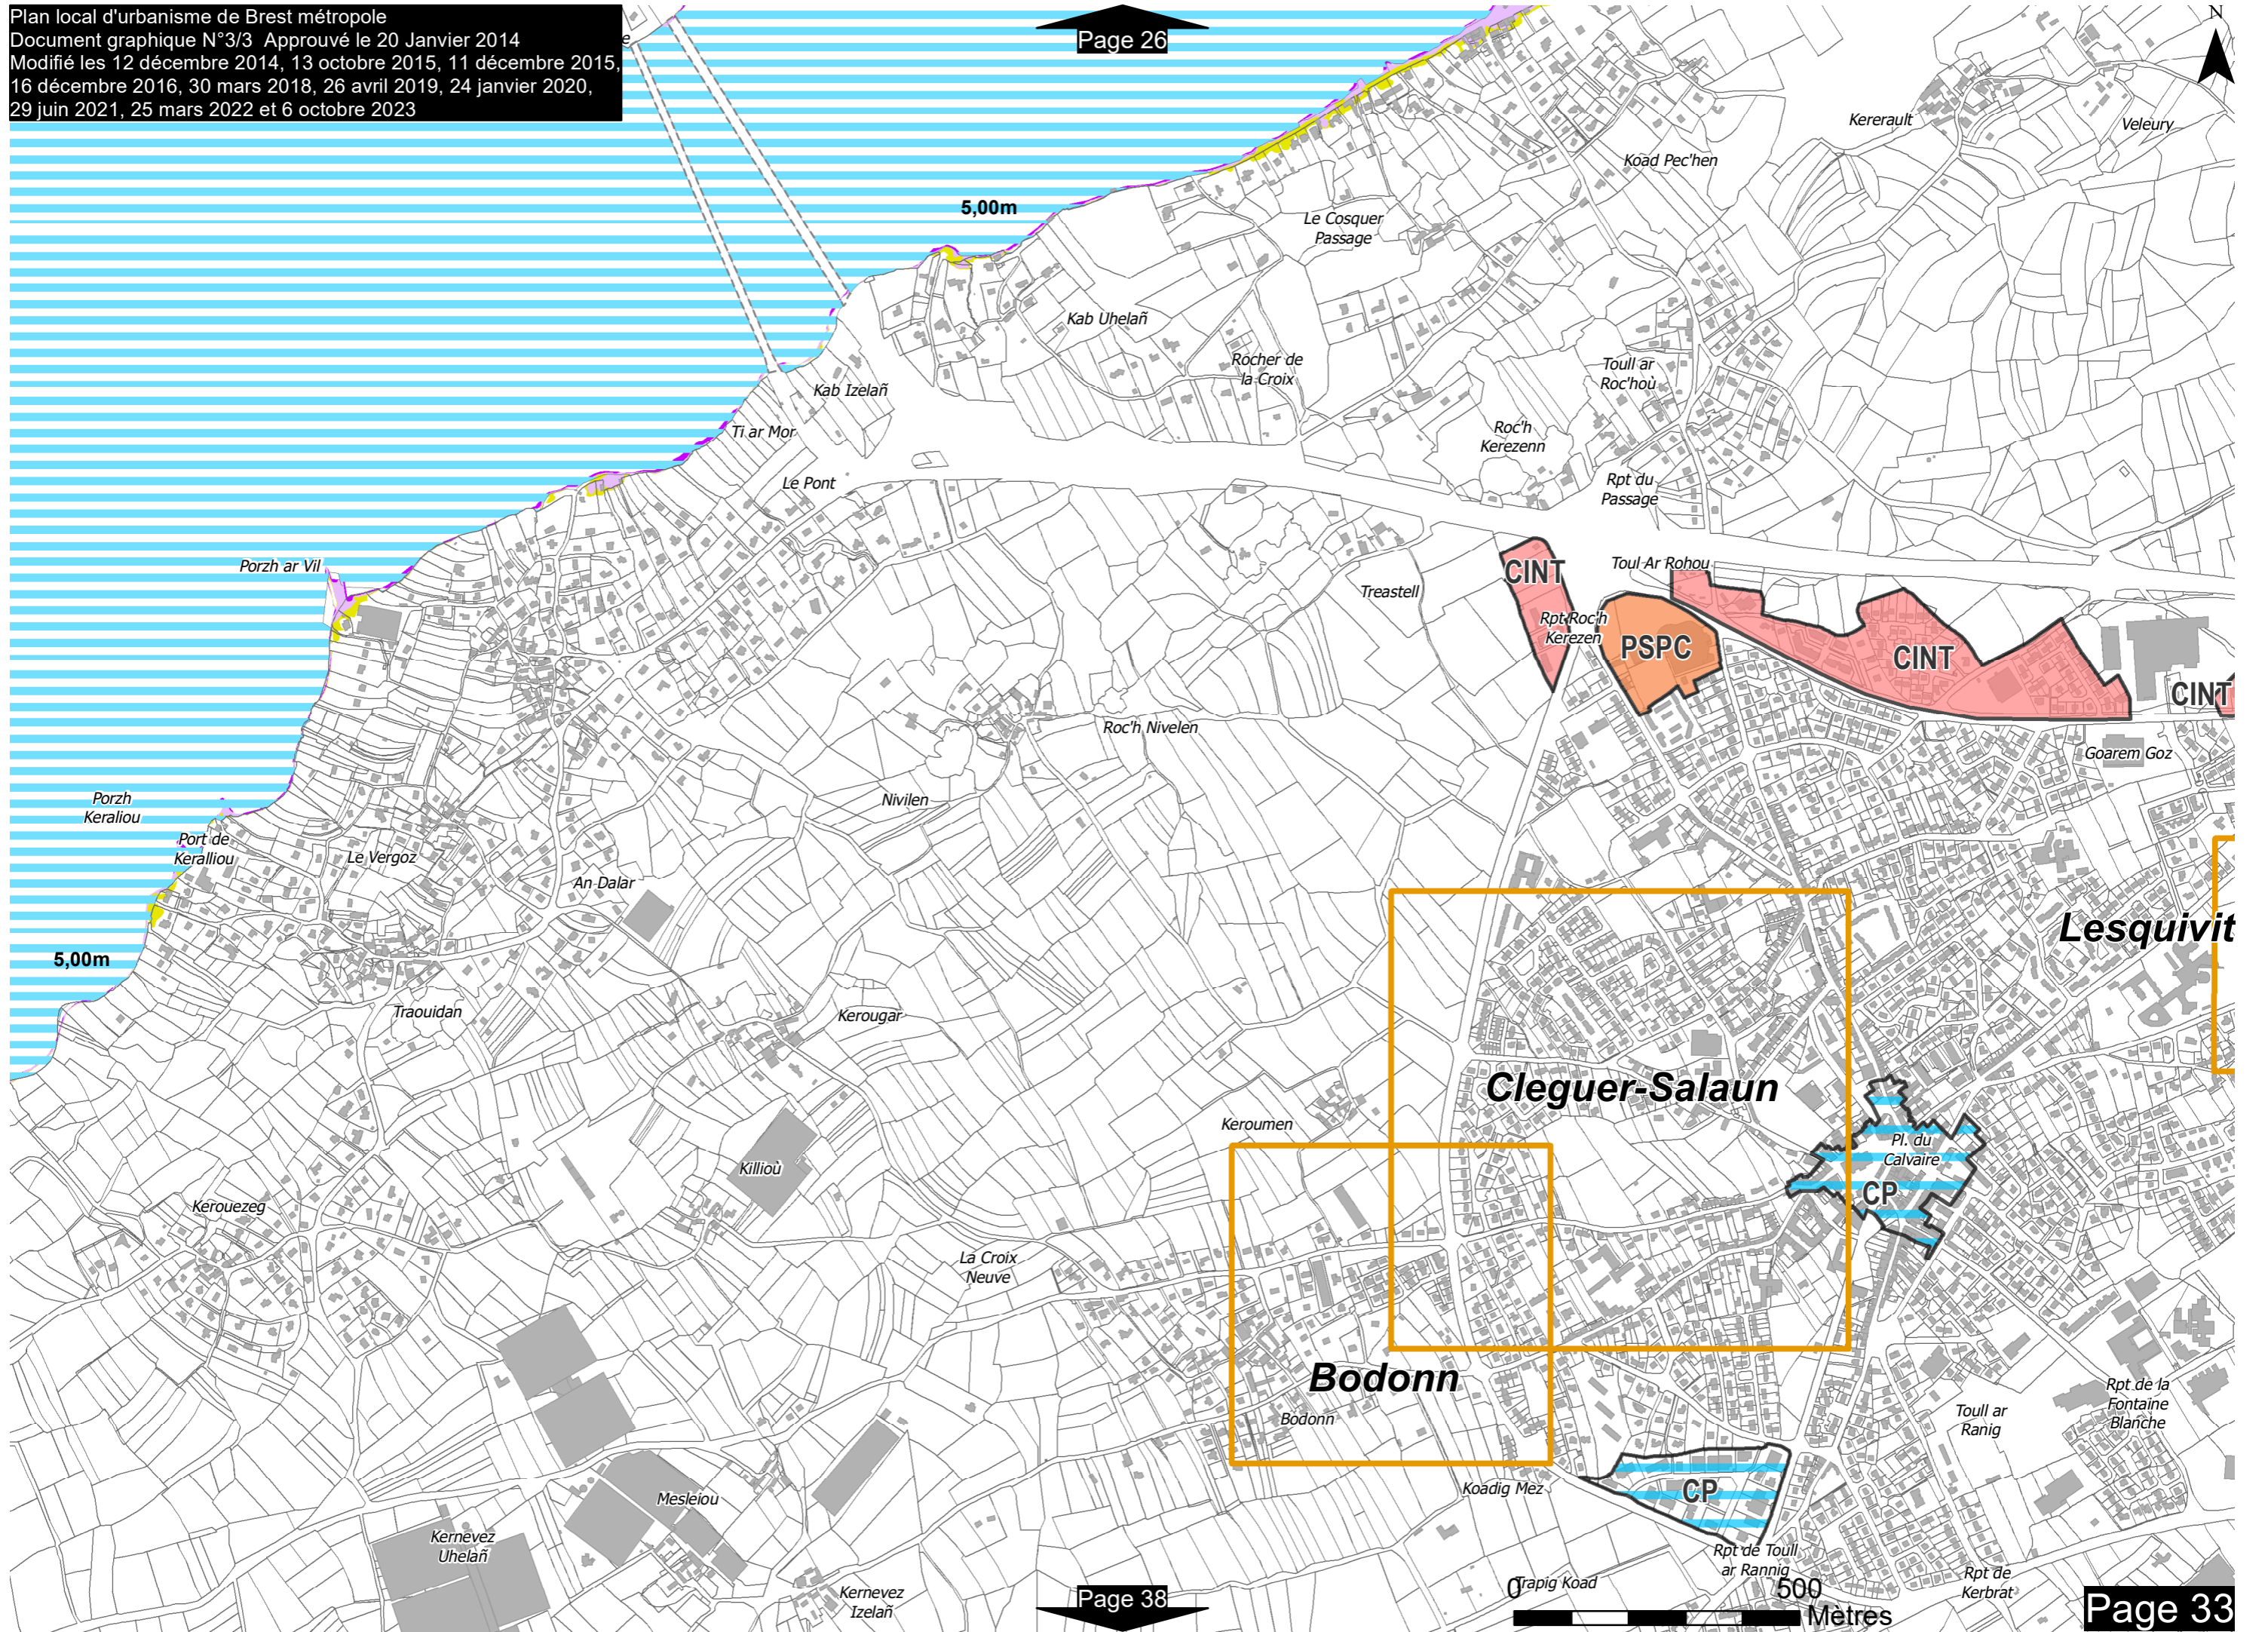 Plan local d'urbanisme de Brest métropole
Document graphique N°3/3 Approuvé le 20 Janvier 2014
Modifié les 12 décembre 2014, 13 octobre 2015, 11 décembre 2015,
16 décembre 2016, 30 mars 2018, 26 avril 2019, 24 janvier 2020,
29 juin 2021, 25 mars 2022 et 6 octobre 2023
e
Page 26
N
Kererault
Veleury
Koad Pec'hen
5,00m
Le Cosquer
Passage
Kab Uhelañ
Rocher de
la Croix
Toull ar
Roc'hoù
Kab Izelañ
Ti ar Mor
Roc'h
Kerezenn
Le Pont
Rpt du
Passage
Porzh ar Vil
Toul Ar Rohou
CINT
Treastell
Rpt Roc'h
Kerezen
PSPC
CINT
CINT
Roc'h Nivelen
Goarem Goz
Porzh
Keraliou
Nivilen
Port de
Keralliou
Le Vergoz
An Dalar
Lesquivit
5,00m
Traouidan
Kerougar
Cleguer-Salaun
Keroumen
Pl. du
Calvaire
Killioù
CP
Kerouezeg
La Croix
Neuve
Bodonn
Bodonn
Rpt de la
Fontaine
Blanche
Toull ar
Ranig
Koadig Mez
CP
Mesleiou
Kernevez
Uhelañ
Rpt de Toull
ar Rannig
Trapig Koad
Rpt de
Kerbrat
Kernevez
Izelañ
Page 38
0
500
Mètres
Page 33